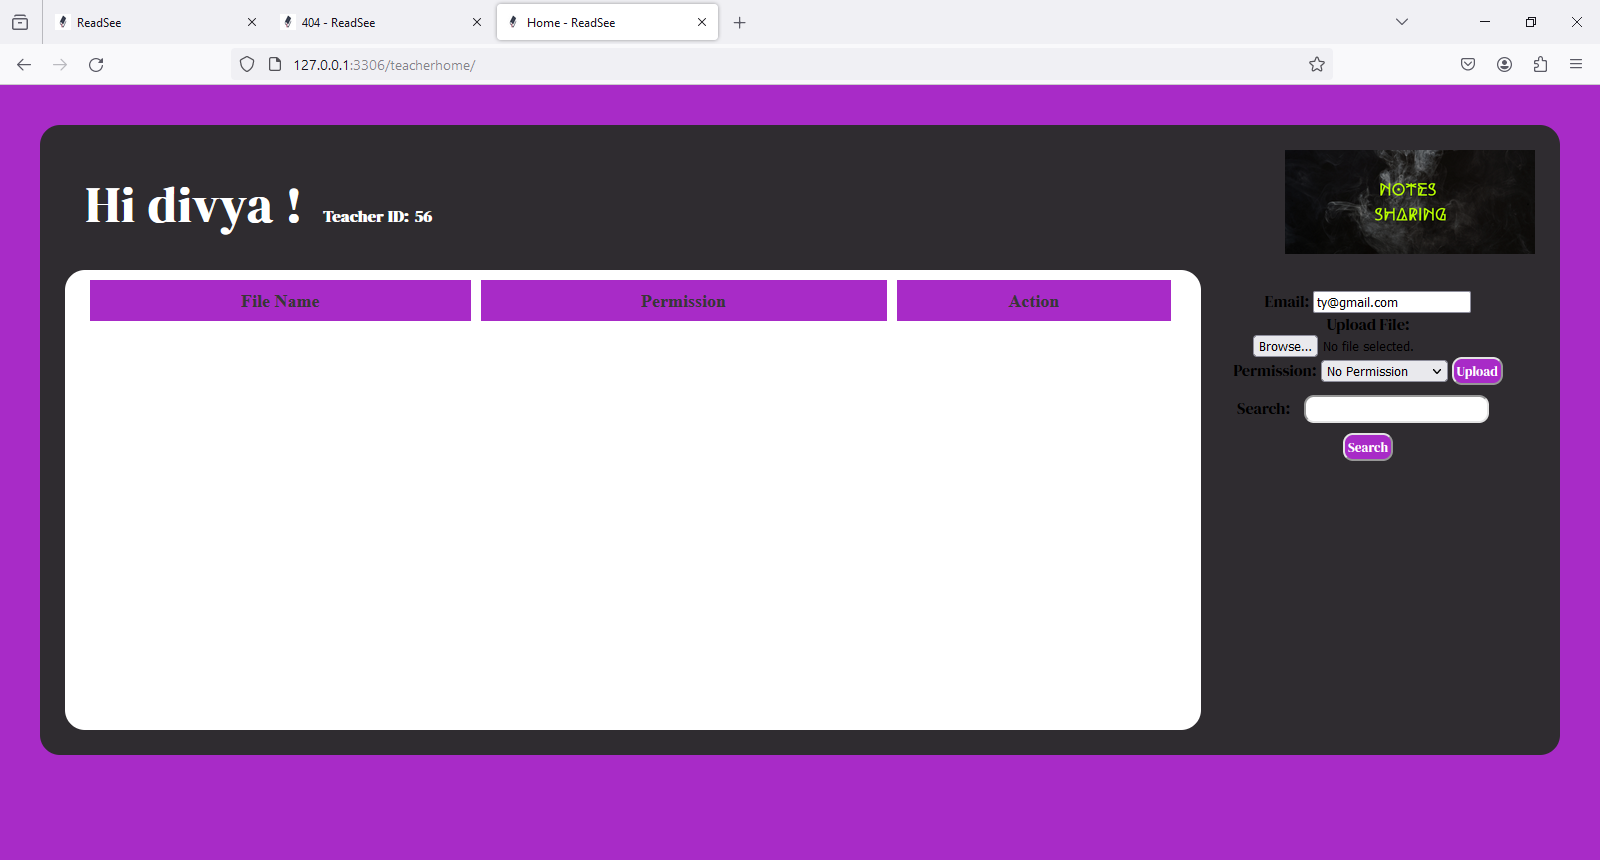 ReadSee
404 - ReadSee
Home - ReadSee
127.0.0.1:3306/teacherhome/
Hi divya ! Teacher ID: 56
NOTES
SHARING
File Name Permission Action
Email: ty@gmail.com
Upload File:
Browse... No file selected.
Permission: No Permission Upload
Search:
Search